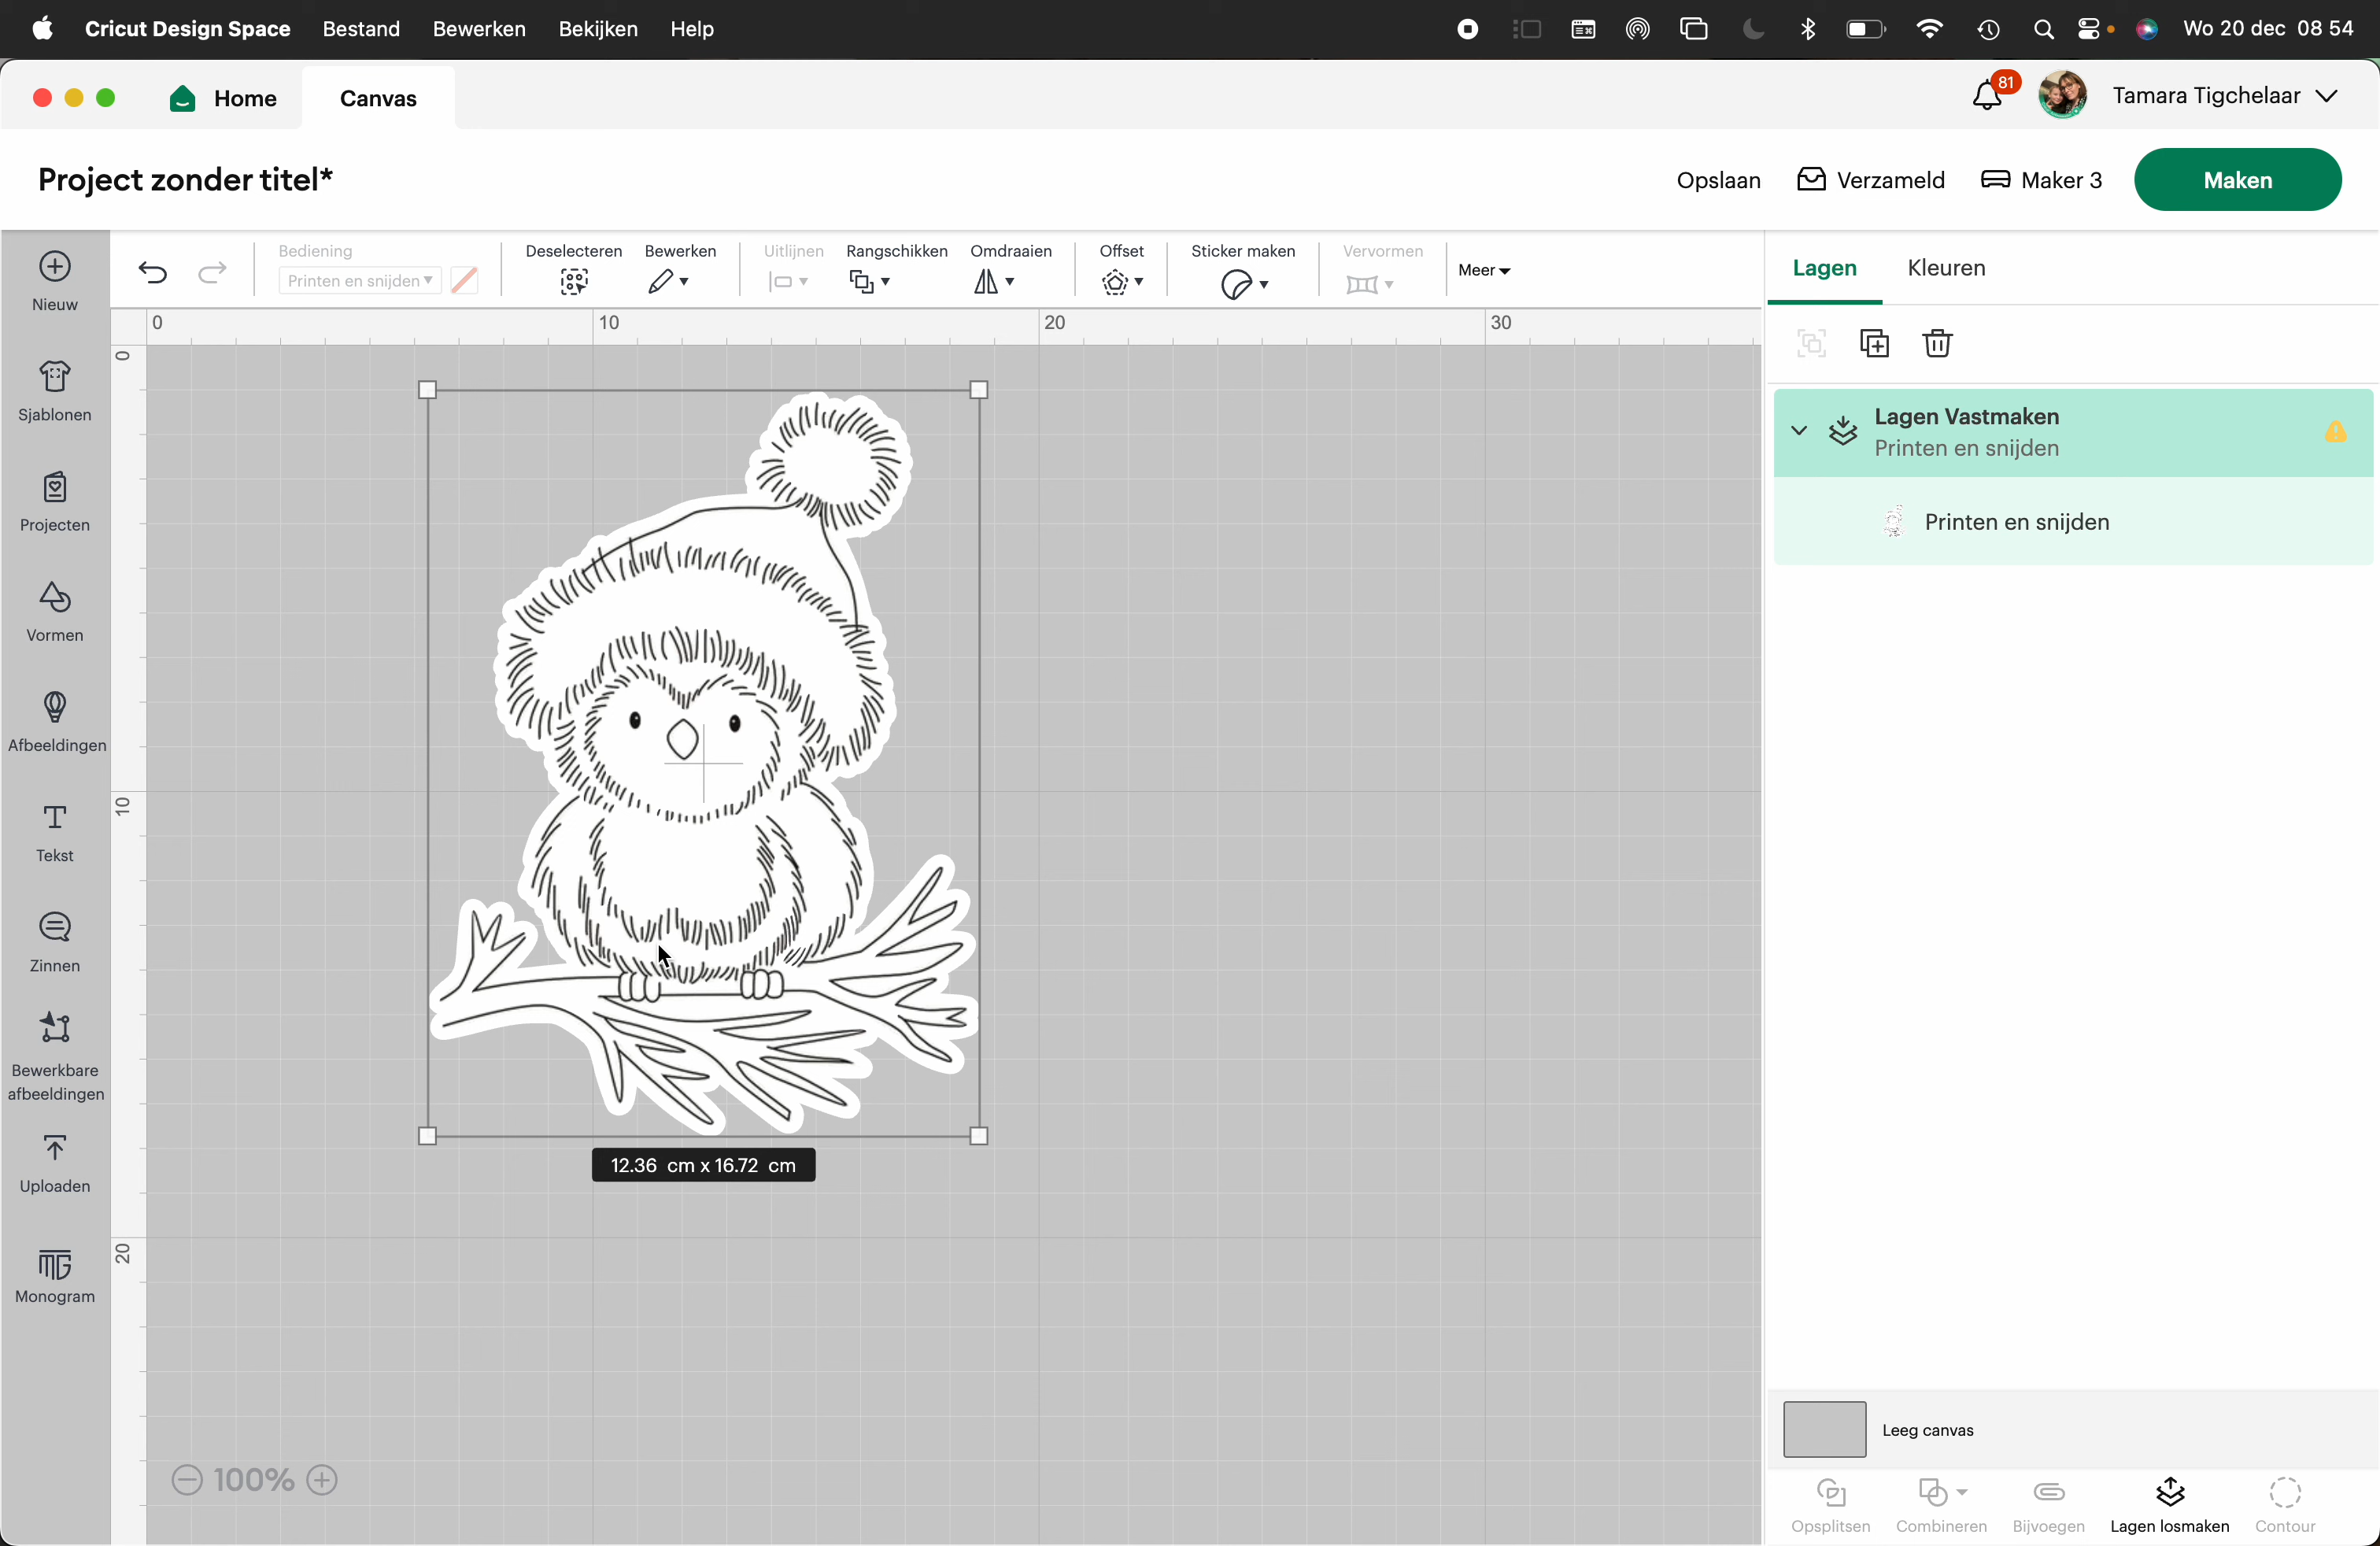 Cricut Design Space Bestand Bewerken Bekijken Help Wo 20 dec 08 54
Home Canvas 81 Tamara Tigchelaar
Project zonder titel* Opslaan Verzameld Maker 3 Maken
Bediening Deselecteren Bewerken Uitlijnen Rangschikken Omdraaien Offset Sticker maken Vervormen
Printen en snijden Meer
Lagen Kleuren
0 10 20 30
0
10
20
Nieuw
Sjablonen
Projecten
Vormen
Afbeeldingen
Tekst
Zinnen
Bewerkbare
afbeeldingen
Uploaden
Monogram
12.36 cm x 16.72 cm
100%
Lagen Vastmaken
Printen en snijden
Printen en snijden
Leeg canvas
Opsplitsen Combineren Bijvoegen Lagen losmaken Contour